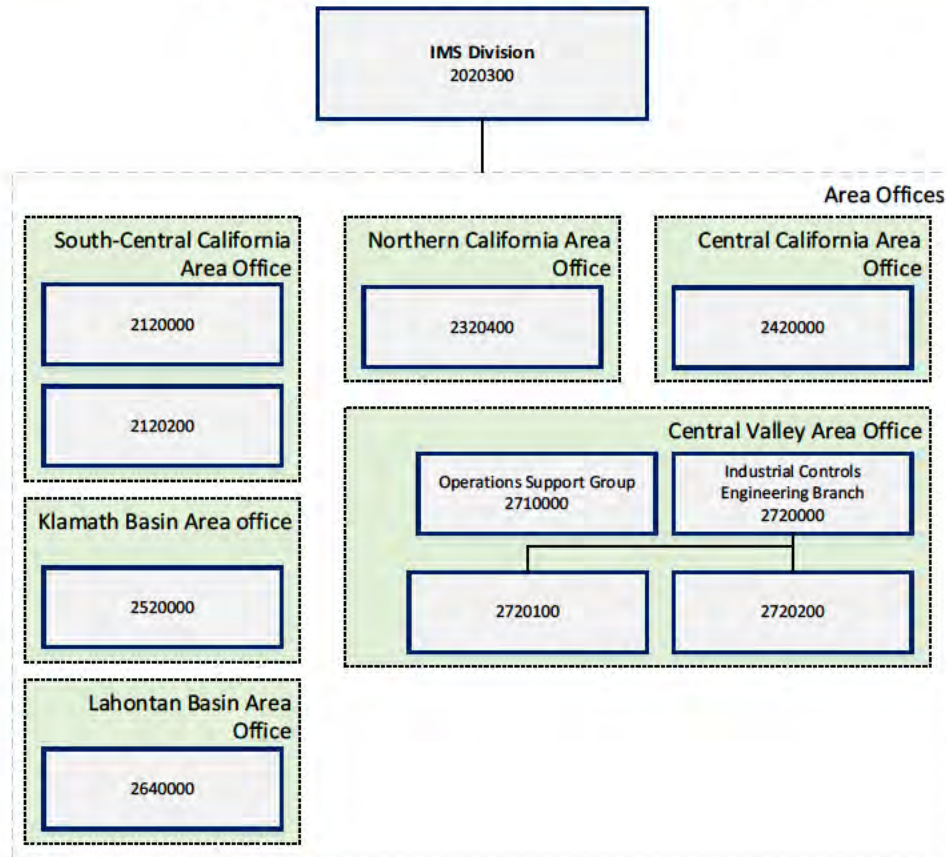 IMS Division
2020300
Area Offices
South-Central California
Area Office
2120000
2120200
Northern California Area
Office
2320400
Central California Area
Office
2420000
Central Valley Area Office
Operations Support Group
2710000
Industrial Controls
Engineering Branch
2720000
2720100
2720200
Klamath Basin Area office
2520000
Lahontan Basin Area
Office
2640000